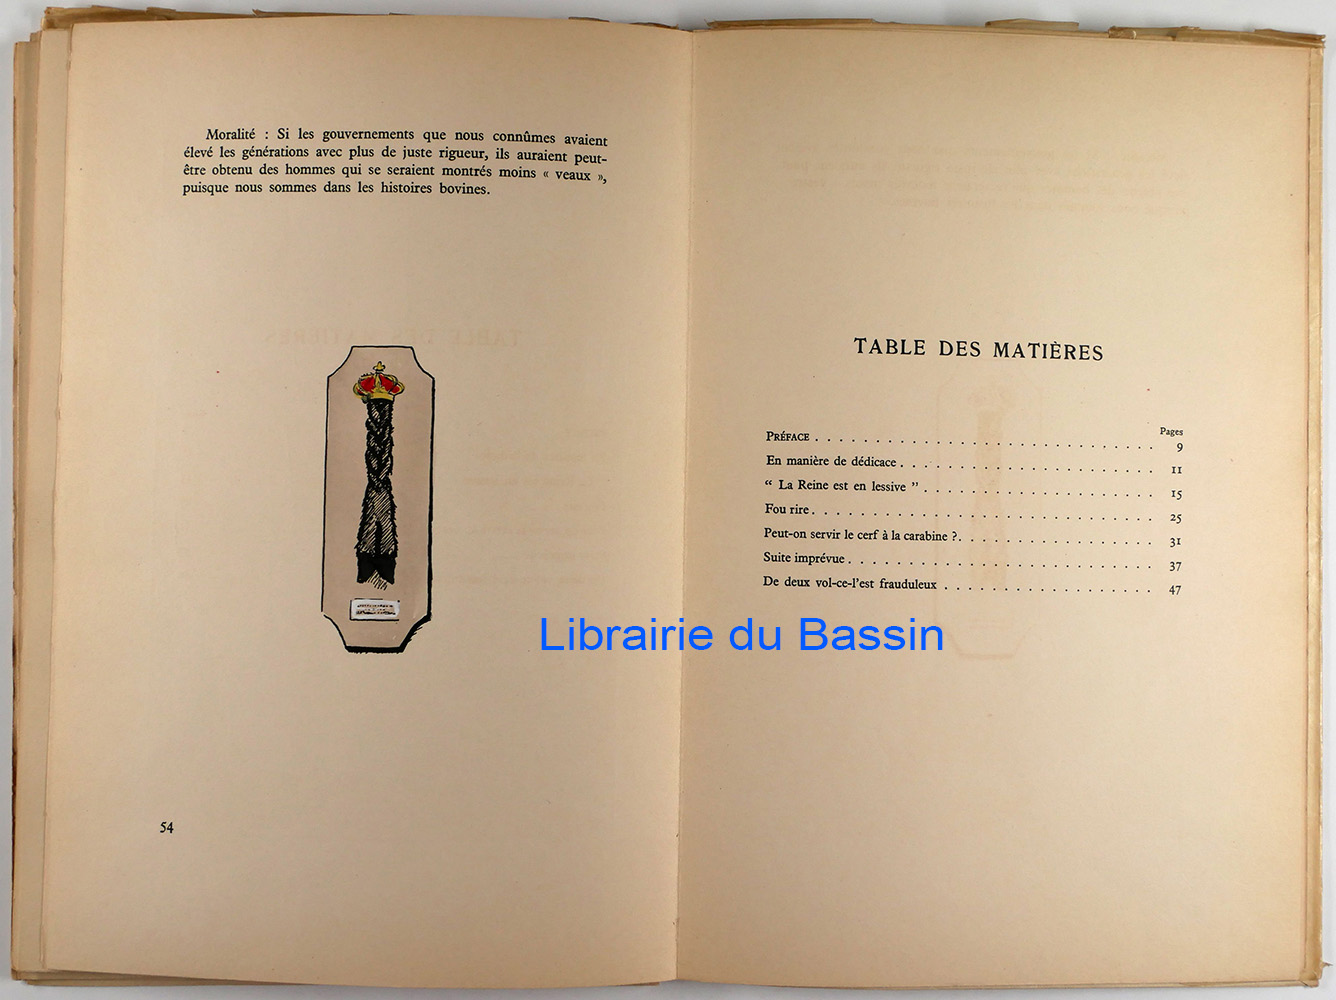 Moralité : Si les gouvernements que nous connûmes avaient
élevé les générations avec plus de juste rigueur, ils auraient peut-
être obtenu des hommes qui se seraient montrés moins « veaux »,
puisque nous sommes dans les histoires bovines.
54
TABLE DES MATIÈRES
Pages
PRÉFACE . . . . . . . . . . . . . . . . . . . . . . . . . . . . 9
En manière de dédicace . . . . . . . . . . . . . . . . . . . . . 11
“ La Reine est en lessive ” . . . . . . . . . . . . . . . . . . . 15
Fou rire . . . . . . . . . . . . . . . . . . . . . . . . . . . . 25
Peut-on servir le cerf à la carabine ?. . . . . . . . . . . . . . . . 31
Suite imprévue . . . . . . . . . . . . . . . . . . . . . . . . . 37
De deux vol-ce-l’est frauduleux . . . . . . . . . . . . . . . . . . 47
Librairie du Bassin